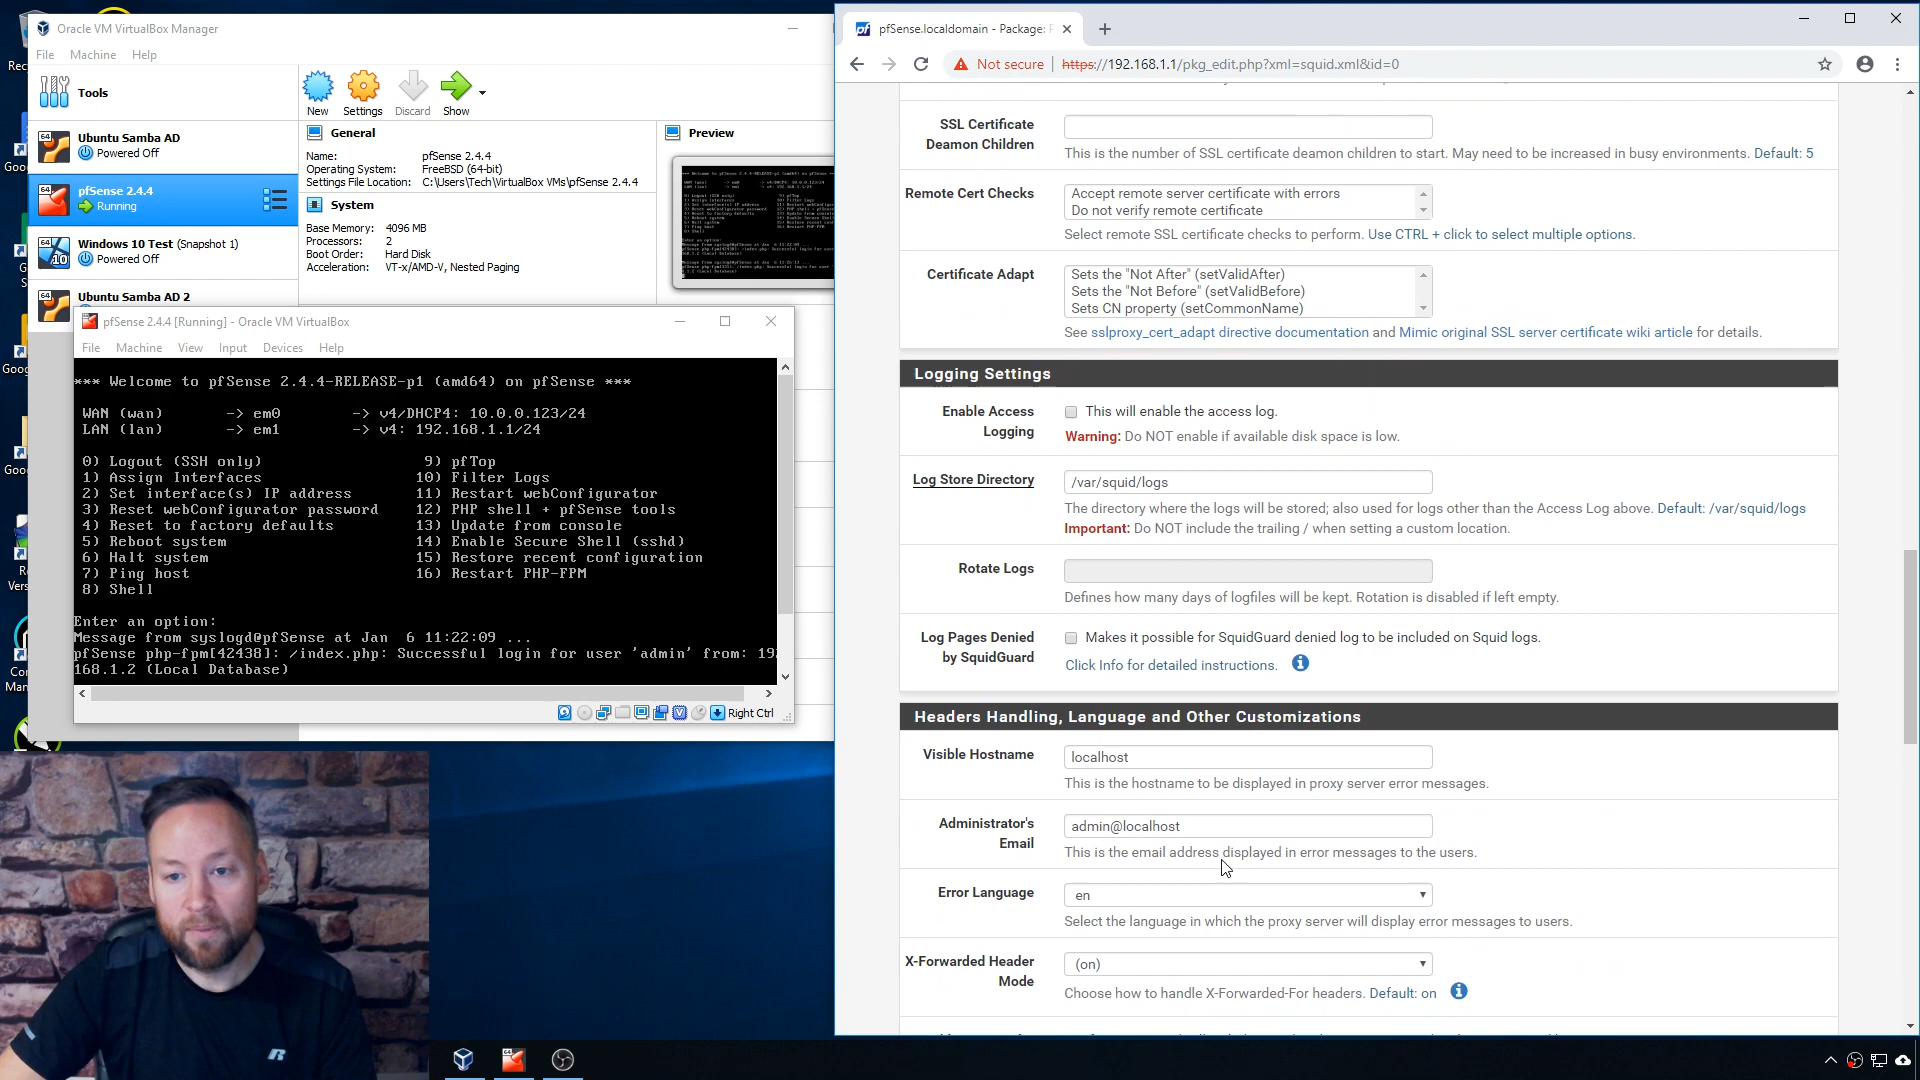 Oracle VM VirtualBox Manager
File Machine Help
Tools
New
Settings
Discard
Show
Ubuntu Samba AD
Powered Off
pfSense 2.4.4
Running
Windows 10 Test (Snapshot 1)
Powered Off
Ubuntu Samba AD 2
General
Name: pfSense 2.4.4
Operating System: FreeBSD (64-bit)
Settings File Location: C:\Users\Tech\VirtualBox VMs\pfSense 2.4.4
System
Base Memory: 4096 MB
Processors: 2
Boot Order: Hard Disk
Acceleration: VT-x/AMD-V, Nested Paging
Preview
pfSense 2.4.4 [Running] - Oracle VM VirtualBox
File Machine View Input Devices Help
*** Welcome to pfSense 2.4.4-RELEASE-p1 (amd64) on pfSense ***
WAN (wan) -> em0 -> v4/DHCP4: 10.0.0.123/24
LAN (lan) -> em1 -> v4: 192.168.1.1/24
0) Logout (SSH only) 9) pfTop
1) Assign Interfaces 10) Filter Logs
2) Set interface(s) IP address 11) Restart webConfigurator
3) Reset webConfigurator password 12) PHP shell + pfSense tools
4) Reset to factory defaults 13) Update from console
5) Reboot system 14) Enable Secure Shell (sshd)
6) Halt system 15) Restore recent configuration
7) Ping host 16) Restart PHP-FPM
8) Shell
Enter an option:
Message from syslogd@pfSense at Jan 6 11:22:09 ...
pfSense php-fpm[42438]: /index.php: Successful login for user 'admin' from: 192
168.1.2 (Local Database)
Right Ctrl
pfSense.localdomain - Package:
Not secure | https://192.168.1.1/pkg_edit.php?xml=squid.xml&id=0
SSL Certificate
Deamon Children
This is the number of SSL certificate deamon children to start. May need to be increased in busy environments. Default: 5
Remote Cert Checks
Accept remote server certificate with errors
Do not verify remote certificate
Select remote SSL certificate checks to perform. Use CTRL + click to select multiple options.
Certificate Adapt
Sets the "Not After" (setValidAfter)
Sets the "Not Before" (setValidBefore)
Sets CN property (setCommonName)
See sslproxy_cert_adapt directive documentation and Mimic original SSL server certificate wiki article for details.
Logging Settings
Enable Access
Logging
This will enable the access log.
Warning: Do NOT enable if available disk space is low.
Log Store Directory
/var/squid/logs
The directory where the logs will be stored; also used for logs other than the Access Log above. Default: /var/squid/logs
Important: Do NOT include the trailing / when setting a custom location.
Rotate Logs
Defines how many days of logfiles will be kept. Rotation is disabled if left empty.
Log Pages Denied
by SquidGuard
Makes it possible for SquidGuard denied log to be included on Squid logs.
Click Info for detailed instructions.
Headers Handling, Language and Other Customizations
Visible Hostname
localhost
This is the hostname to be displayed in proxy server error messages.
Administrator's
Email
admin@localhost
This is the email address displayed in error messages to the users.
Error Language
en
Select the language in which the proxy server will display error messages to users.
X-Forwarded Header
Mode
(on)
Choose how to handle X-Forwarded-For headers. Default: on